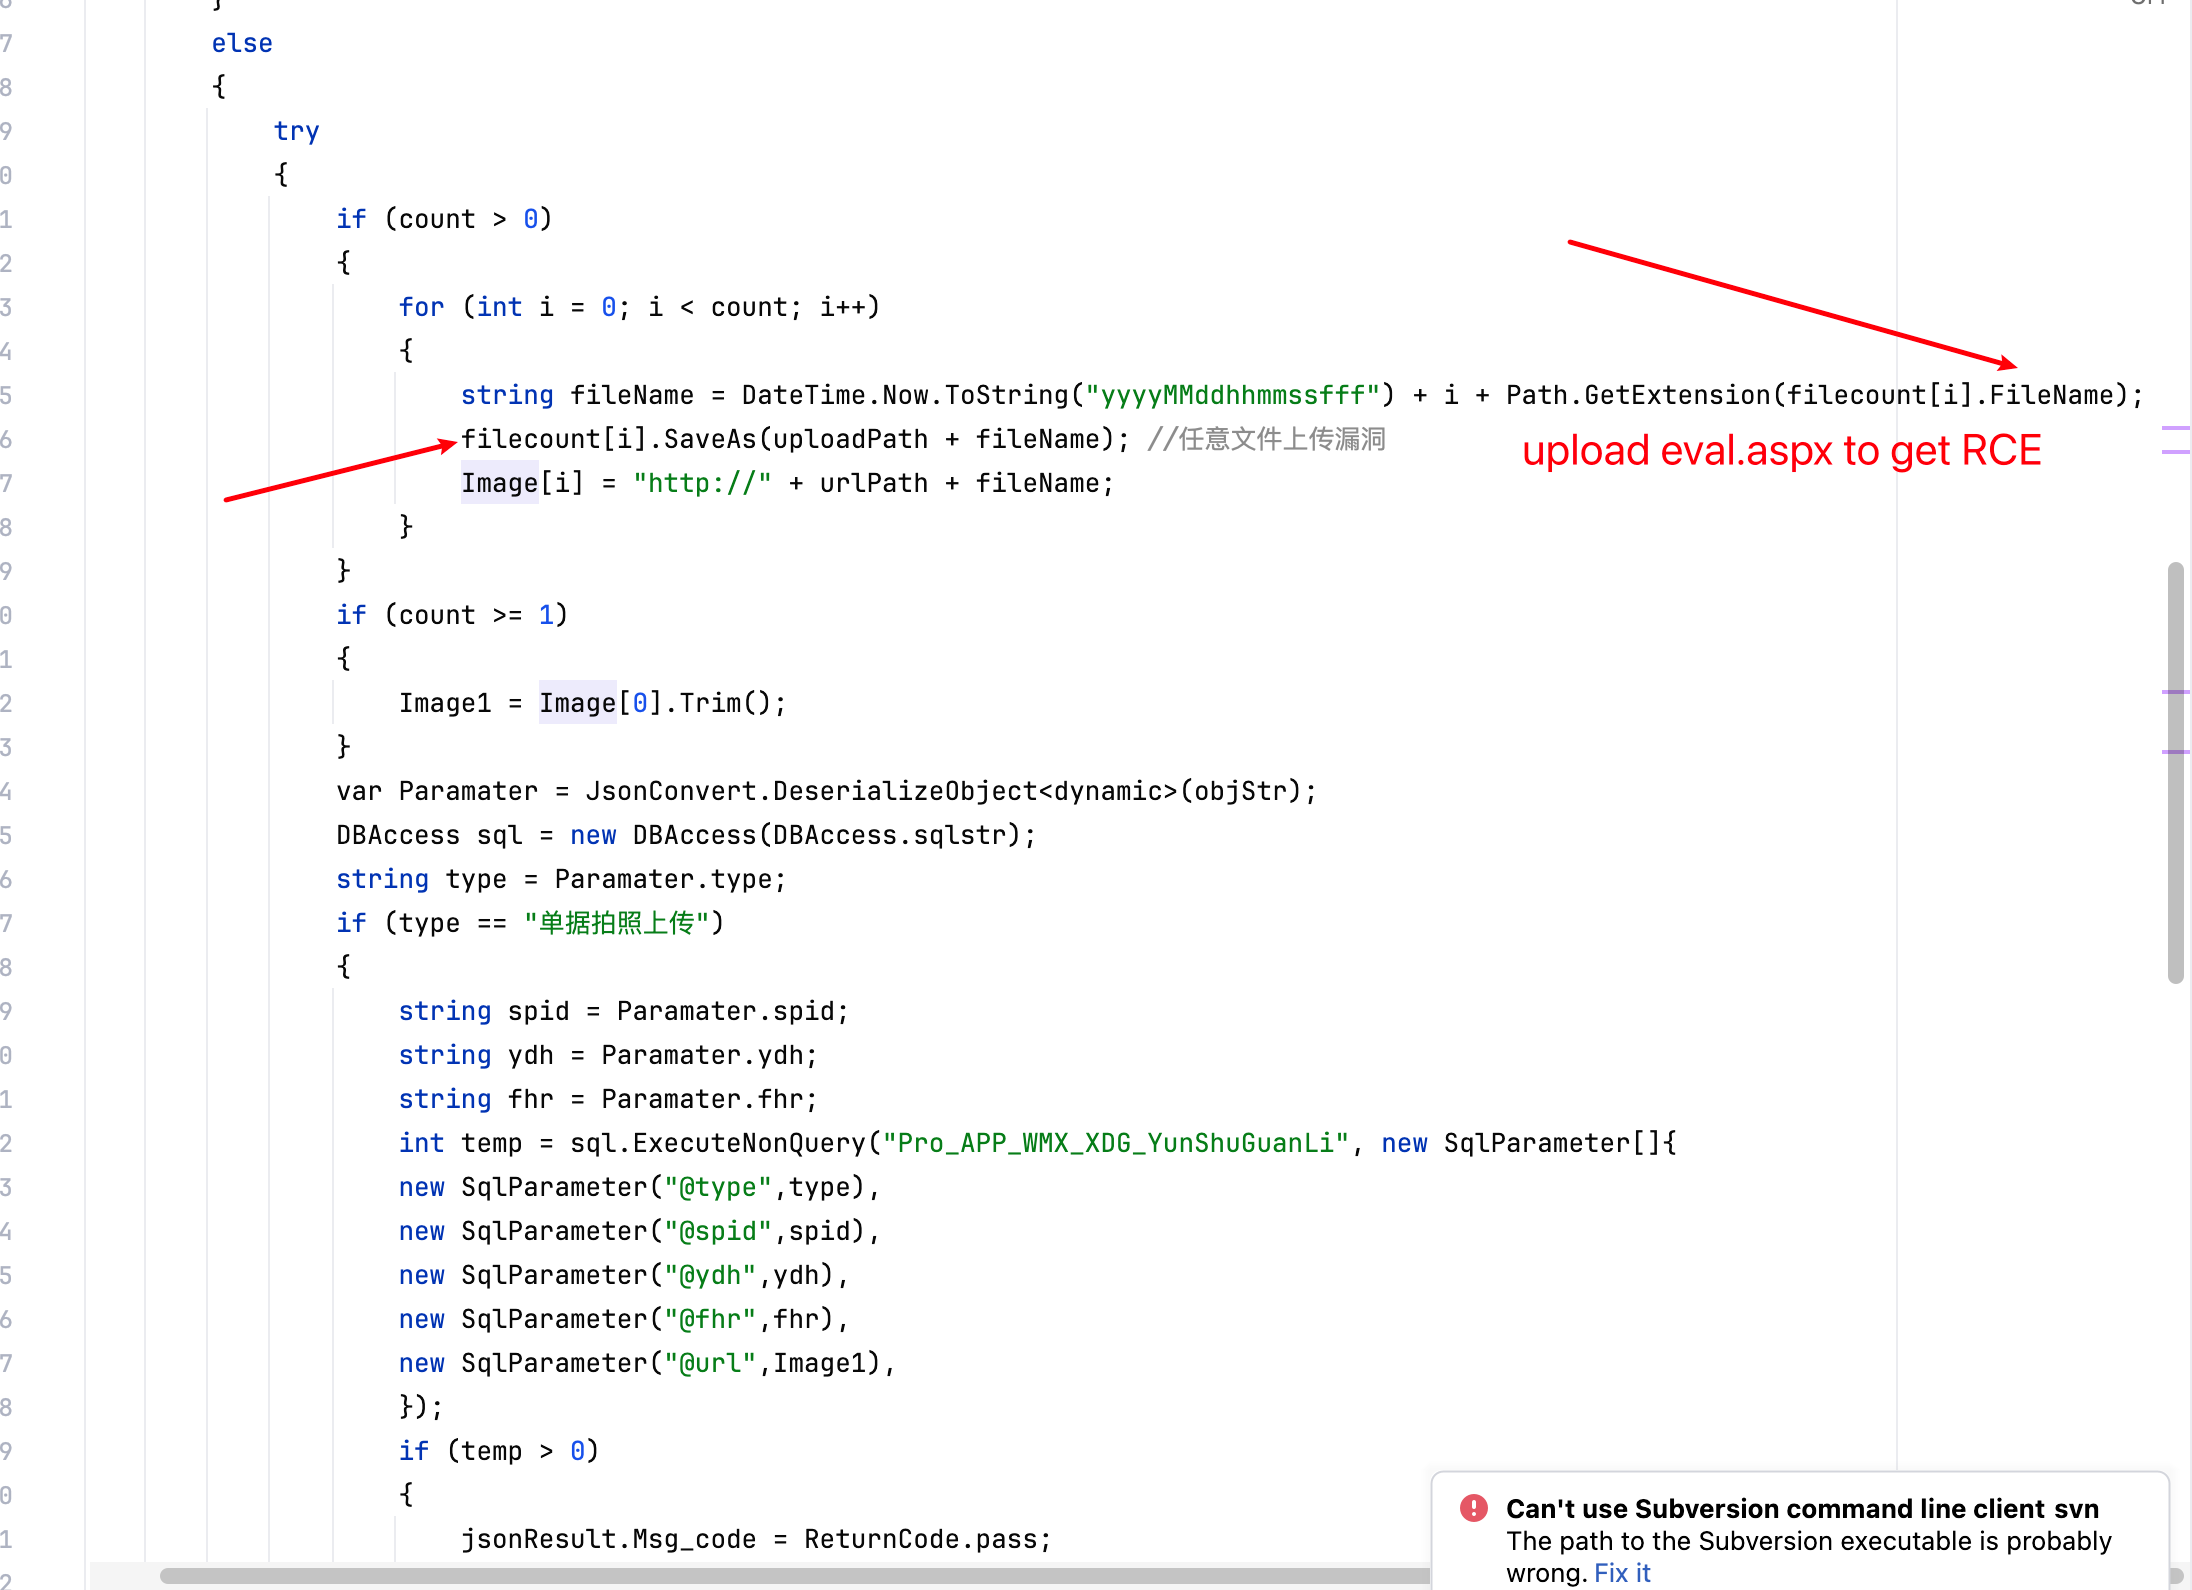 7 else
8 {
9 try
0 {
1 if (count > 0)
2 {
3 for (int i = 0; i < count; i++)
4 {
5 string fileName = DateTime.Now.ToString("yyyyMMddhhmmssfff") + i + Path.GetExtension(filecount[i].FileName);
6 filecount[i].SaveAs(uploadPath + fileName); //任意文件上传漏洞
upload eval.aspx to get RCE
7 Image[i] = "http://" + urlPath + fileName;
8 }
9 }
0 if (count >= 1)
1 {
2 Image1 = Image[0].Trim();
3 }
4 var Paramater = JsonConvert.DeserializeObject<dynamic>(objStr);
5 DBAccess sql = new DBAccess(DBAccess.sqlstr);
6 string type = Paramater.type;
7 if (type == "单据拍照上传")
8 {
9 string spid = Paramater.spid;
0 string ydh = Paramater.ydh;
1 string fhr = Paramater.fhr;
2 int temp = sql.ExecuteNonQuery("Pro_APP_WMX_XDG_YunShuGuanLi", new SqlParameter[]{
3 new SqlParameter("@type",type),
4 new SqlParameter("@spid",spid),
5 new SqlParameter("@ydh",ydh),
6 new SqlParameter("@fhr",fhr),
7 new SqlParameter("@url",Image1),
8 });
9 if (temp > 0)
0 {
1 jsonResult.Msg_code = ReturnCode.pass;
2
Can't use Subversion command line client svn
The path to the Subversion executable is probably
wrong. Fix it